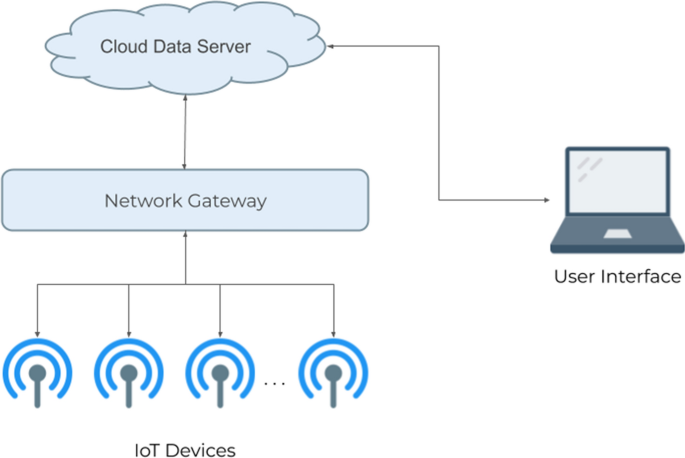 Cloud Data Server
Network Gateway
User Interface
...
IoT Devices